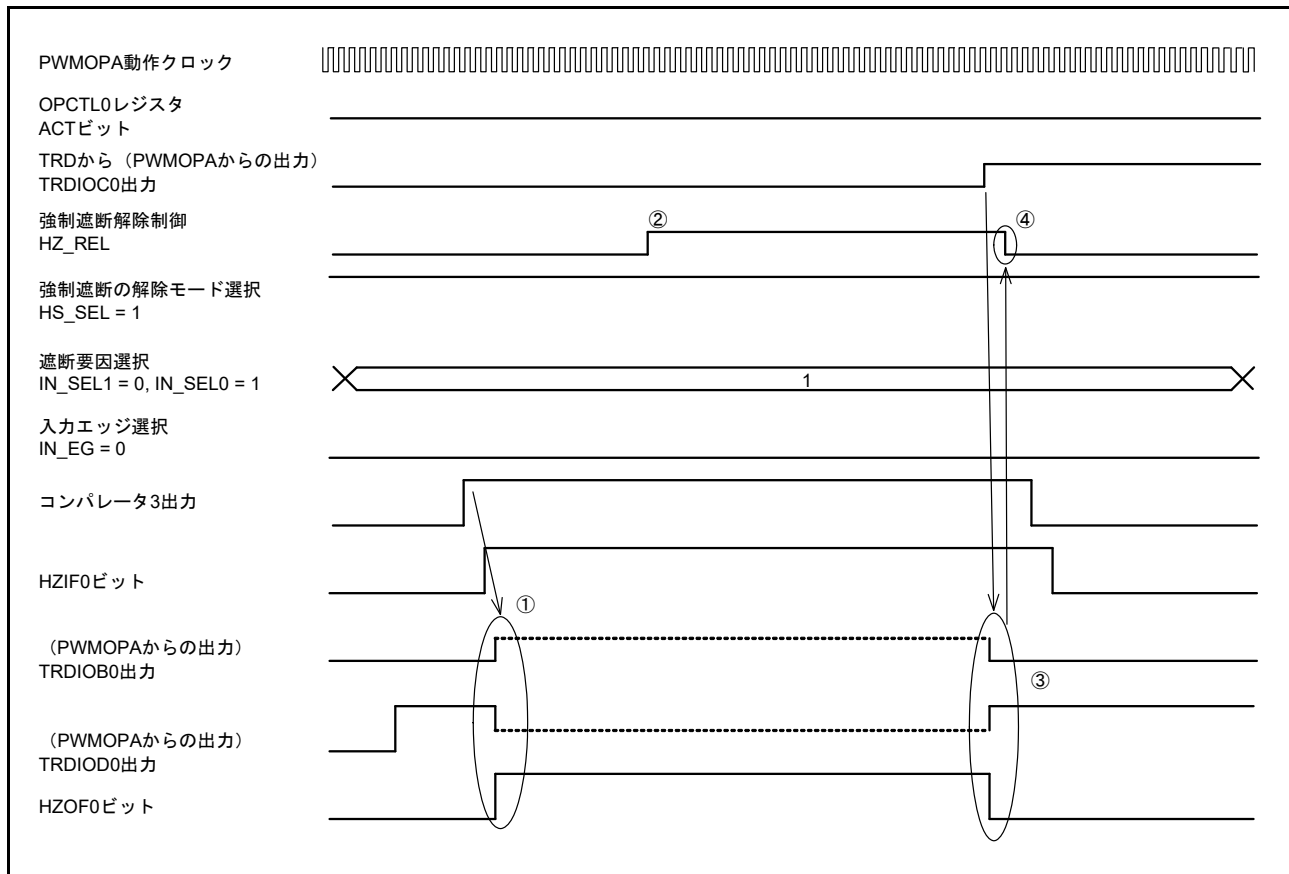 PWMOPA動作クロック
OPCTL0レジスタ
ACTビット
TRDから（PWMOPAからの出力）
TRDIOC0出力
強制遮断解除制御
HZ_REL
②
④
強制遮断の解除モード選択
HS_SEL = 1
遮断要因選択
IN_SEL1 = 0, IN_SEL0 = 1
1
入力エッジ選択
IN_EG = 0
コンパレータ3出力
HZIF0ビット
①
（PWMOPAからの出力）
TRDIOB0出力
③
（PWMOPAからの出力）
TRDIOD0出力
HZOF0ビット